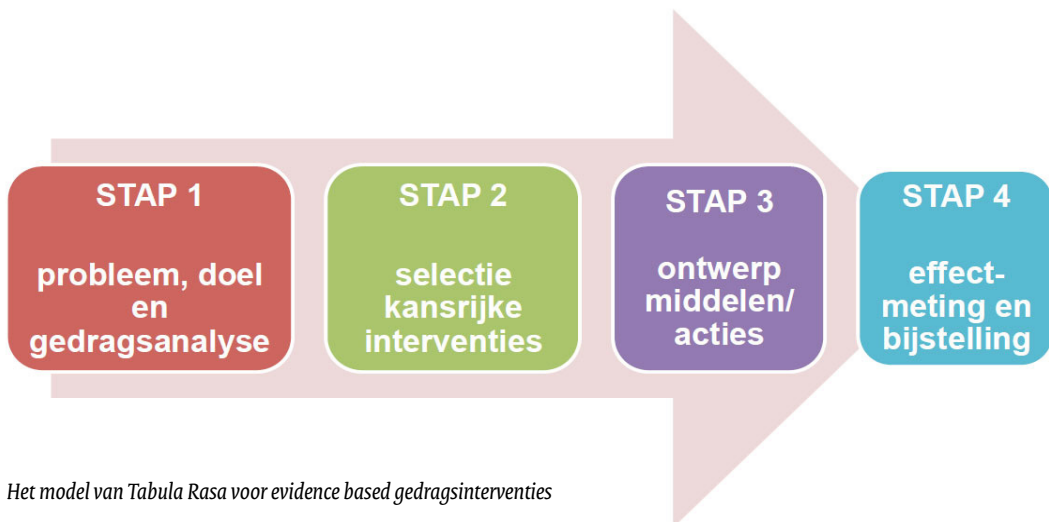 STAP 1
probleem, doel
en
gedragsanalyse
STAP 2
selectie
kansrijke
interventies
STAP 3
ontwerp
middelen/
acties
STAP 4
effect-
meting en
bijstelling
Het model van Tabula Rasa voor evidence based gedragsinterventies